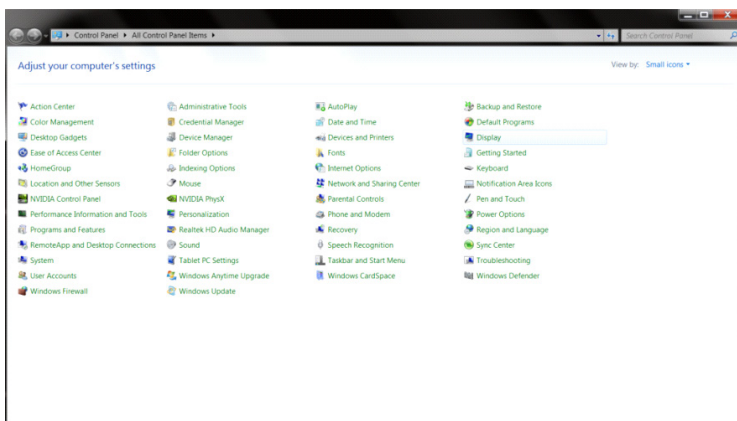 Control Panel ▸ All Control Panel Items ▸ Search Control Panel
Adjust your computer's settings View by: Small icons
Action Center Administrative Tools AutoPlay Backup and Restore
Color Management Credential Manager Date and Time Default Programs
Desktop Gadgets Device Manager Devices and Printers Display
Ease of Access Center Folder Options Fonts Getting Started
HomeGroup Indexing Options Internet Options Keyboard
Location and Other Sensors Mouse Network and Sharing Center Notification Area Icons
NVIDIA Control Panel NVIDIA PhysX Parental Controls Pen and Touch
Performance Information and Tools Personalization Phone and Modem Power Options
Programs and Features Realtek HD Audio Manager Recovery Region and Language
RemoteApp and Desktop Connections Sound Speech Recognition Sync Center
System Tablet PC Settings Taskbar and Start Menu Troubleshooting
User Accounts Windows Anytime Upgrade Windows CardSpace Windows Defender
Windows Firewall Windows Update